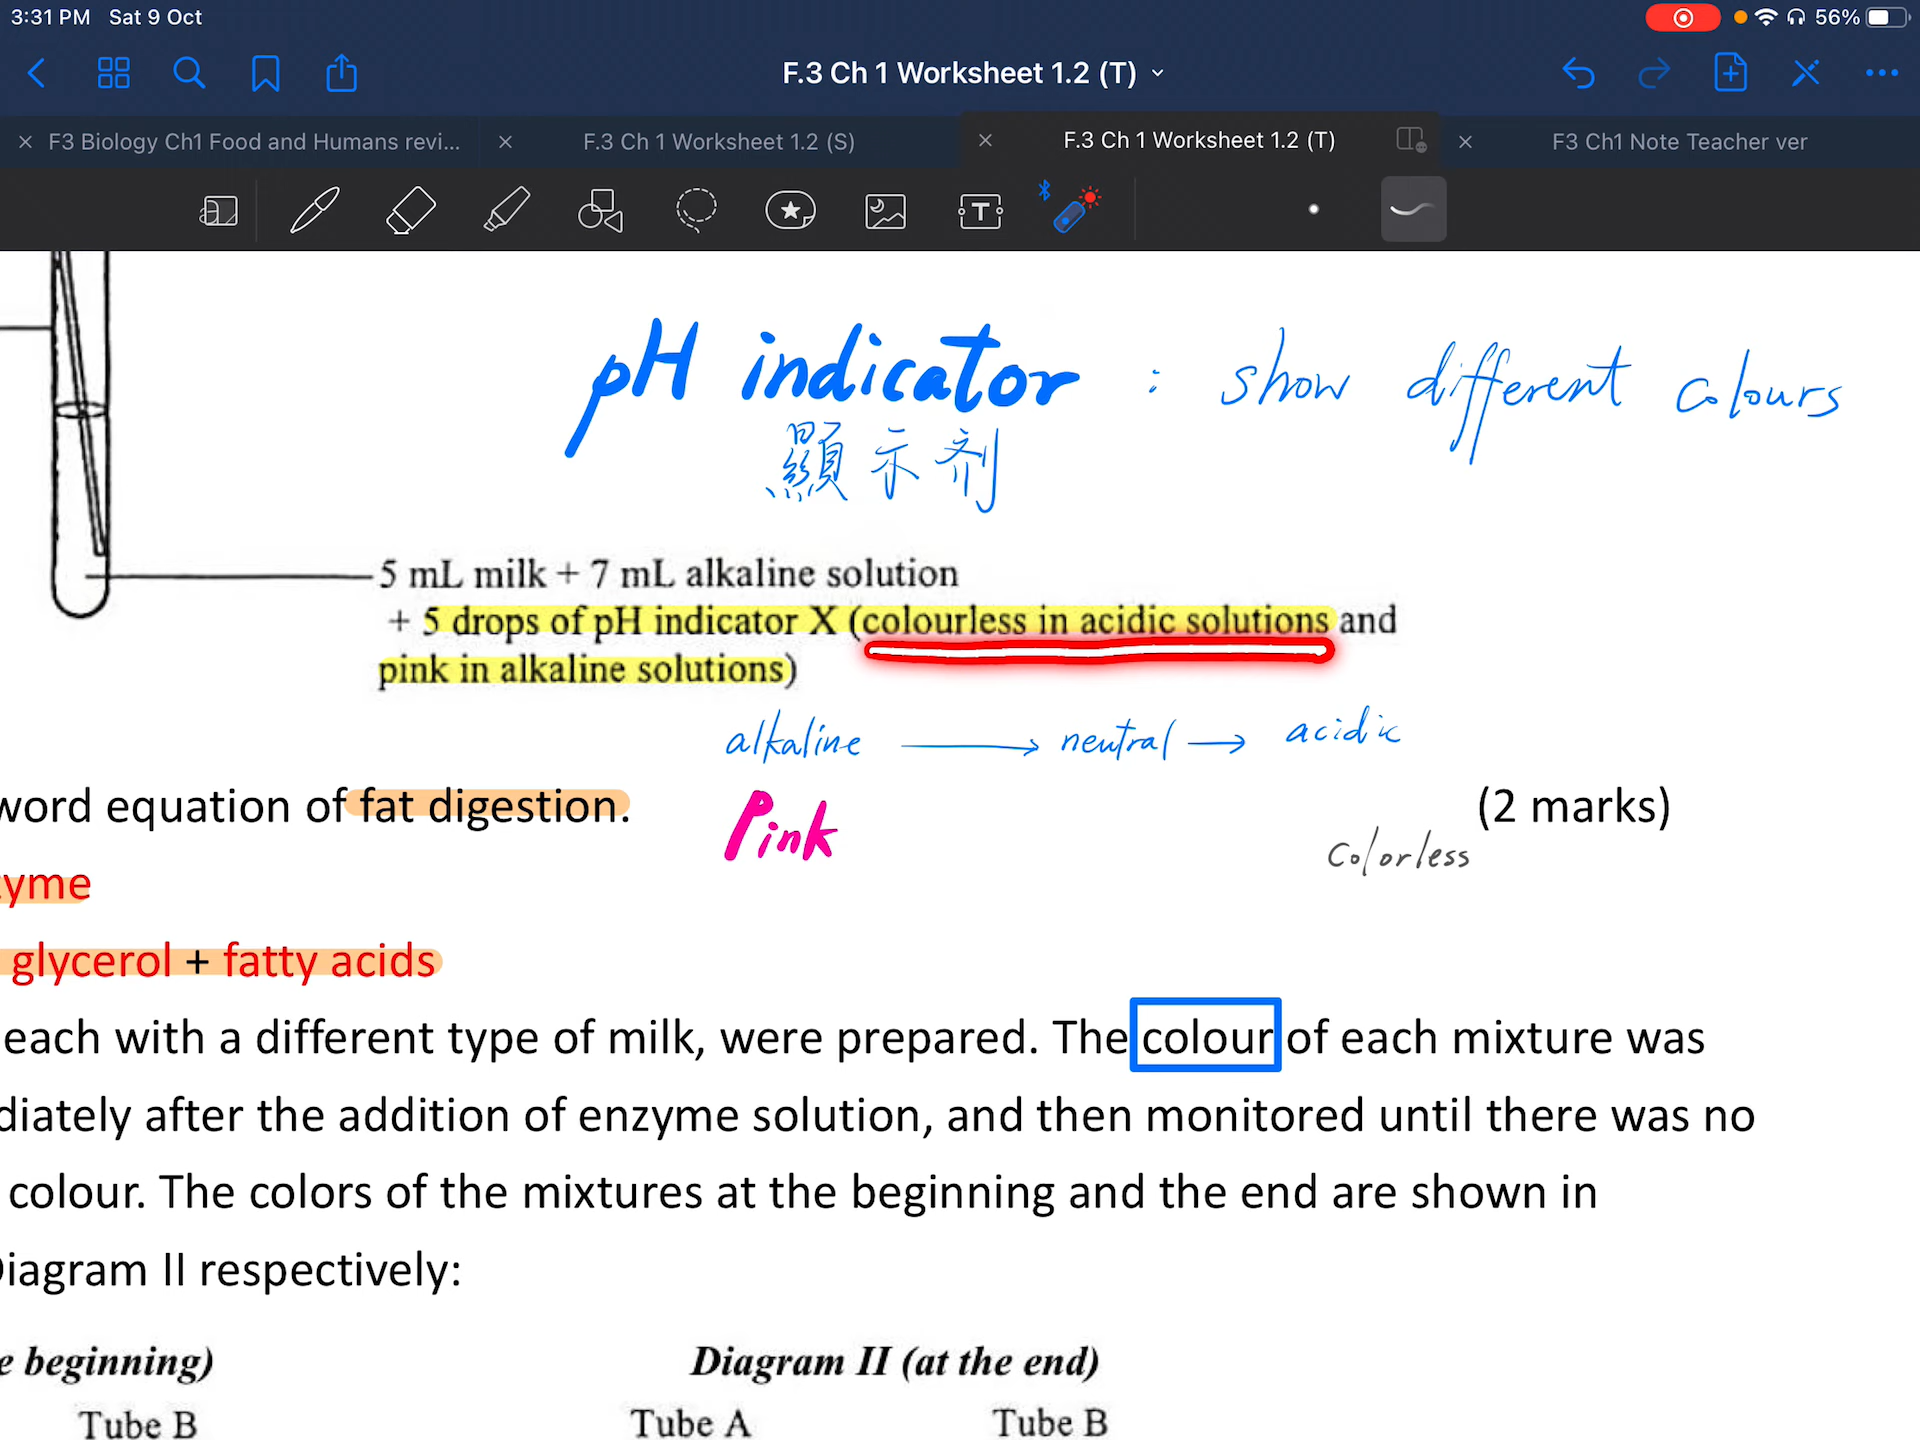 3:31 PM Sat 9 Oct
56%
F.3 Ch 1 Worksheet 1.2 (T)
F3 Biology Ch1 Food and Humans revi...
F.3 Ch 1 Worksheet 1.2 (S)
F.3 Ch 1 Worksheet 1.2 (T)
F3 Ch1 Note Teacher ver
pH indicator : show different colours
顯示剂
5 mL milk + 7 mL alkaline solution
+ 5 drops of pH indicator X (colourless in acidic solutions and
pink in alkaline solutions)
alkaline → neutral → acidic
word equation of fat digestion. (2 marks)
Pink
Colorless
zyme
glycerol + fatty acids
each with a different type of milk, were prepared. The colour of each mixture was
diately after the addition of enzyme solution, and then monitored until there was no
colour. The colors of the mixtures at the beginning and the end are shown in
Diagram II respectively:
e beginning) Diagram II (at the end)
Tube B Tube A Tube B